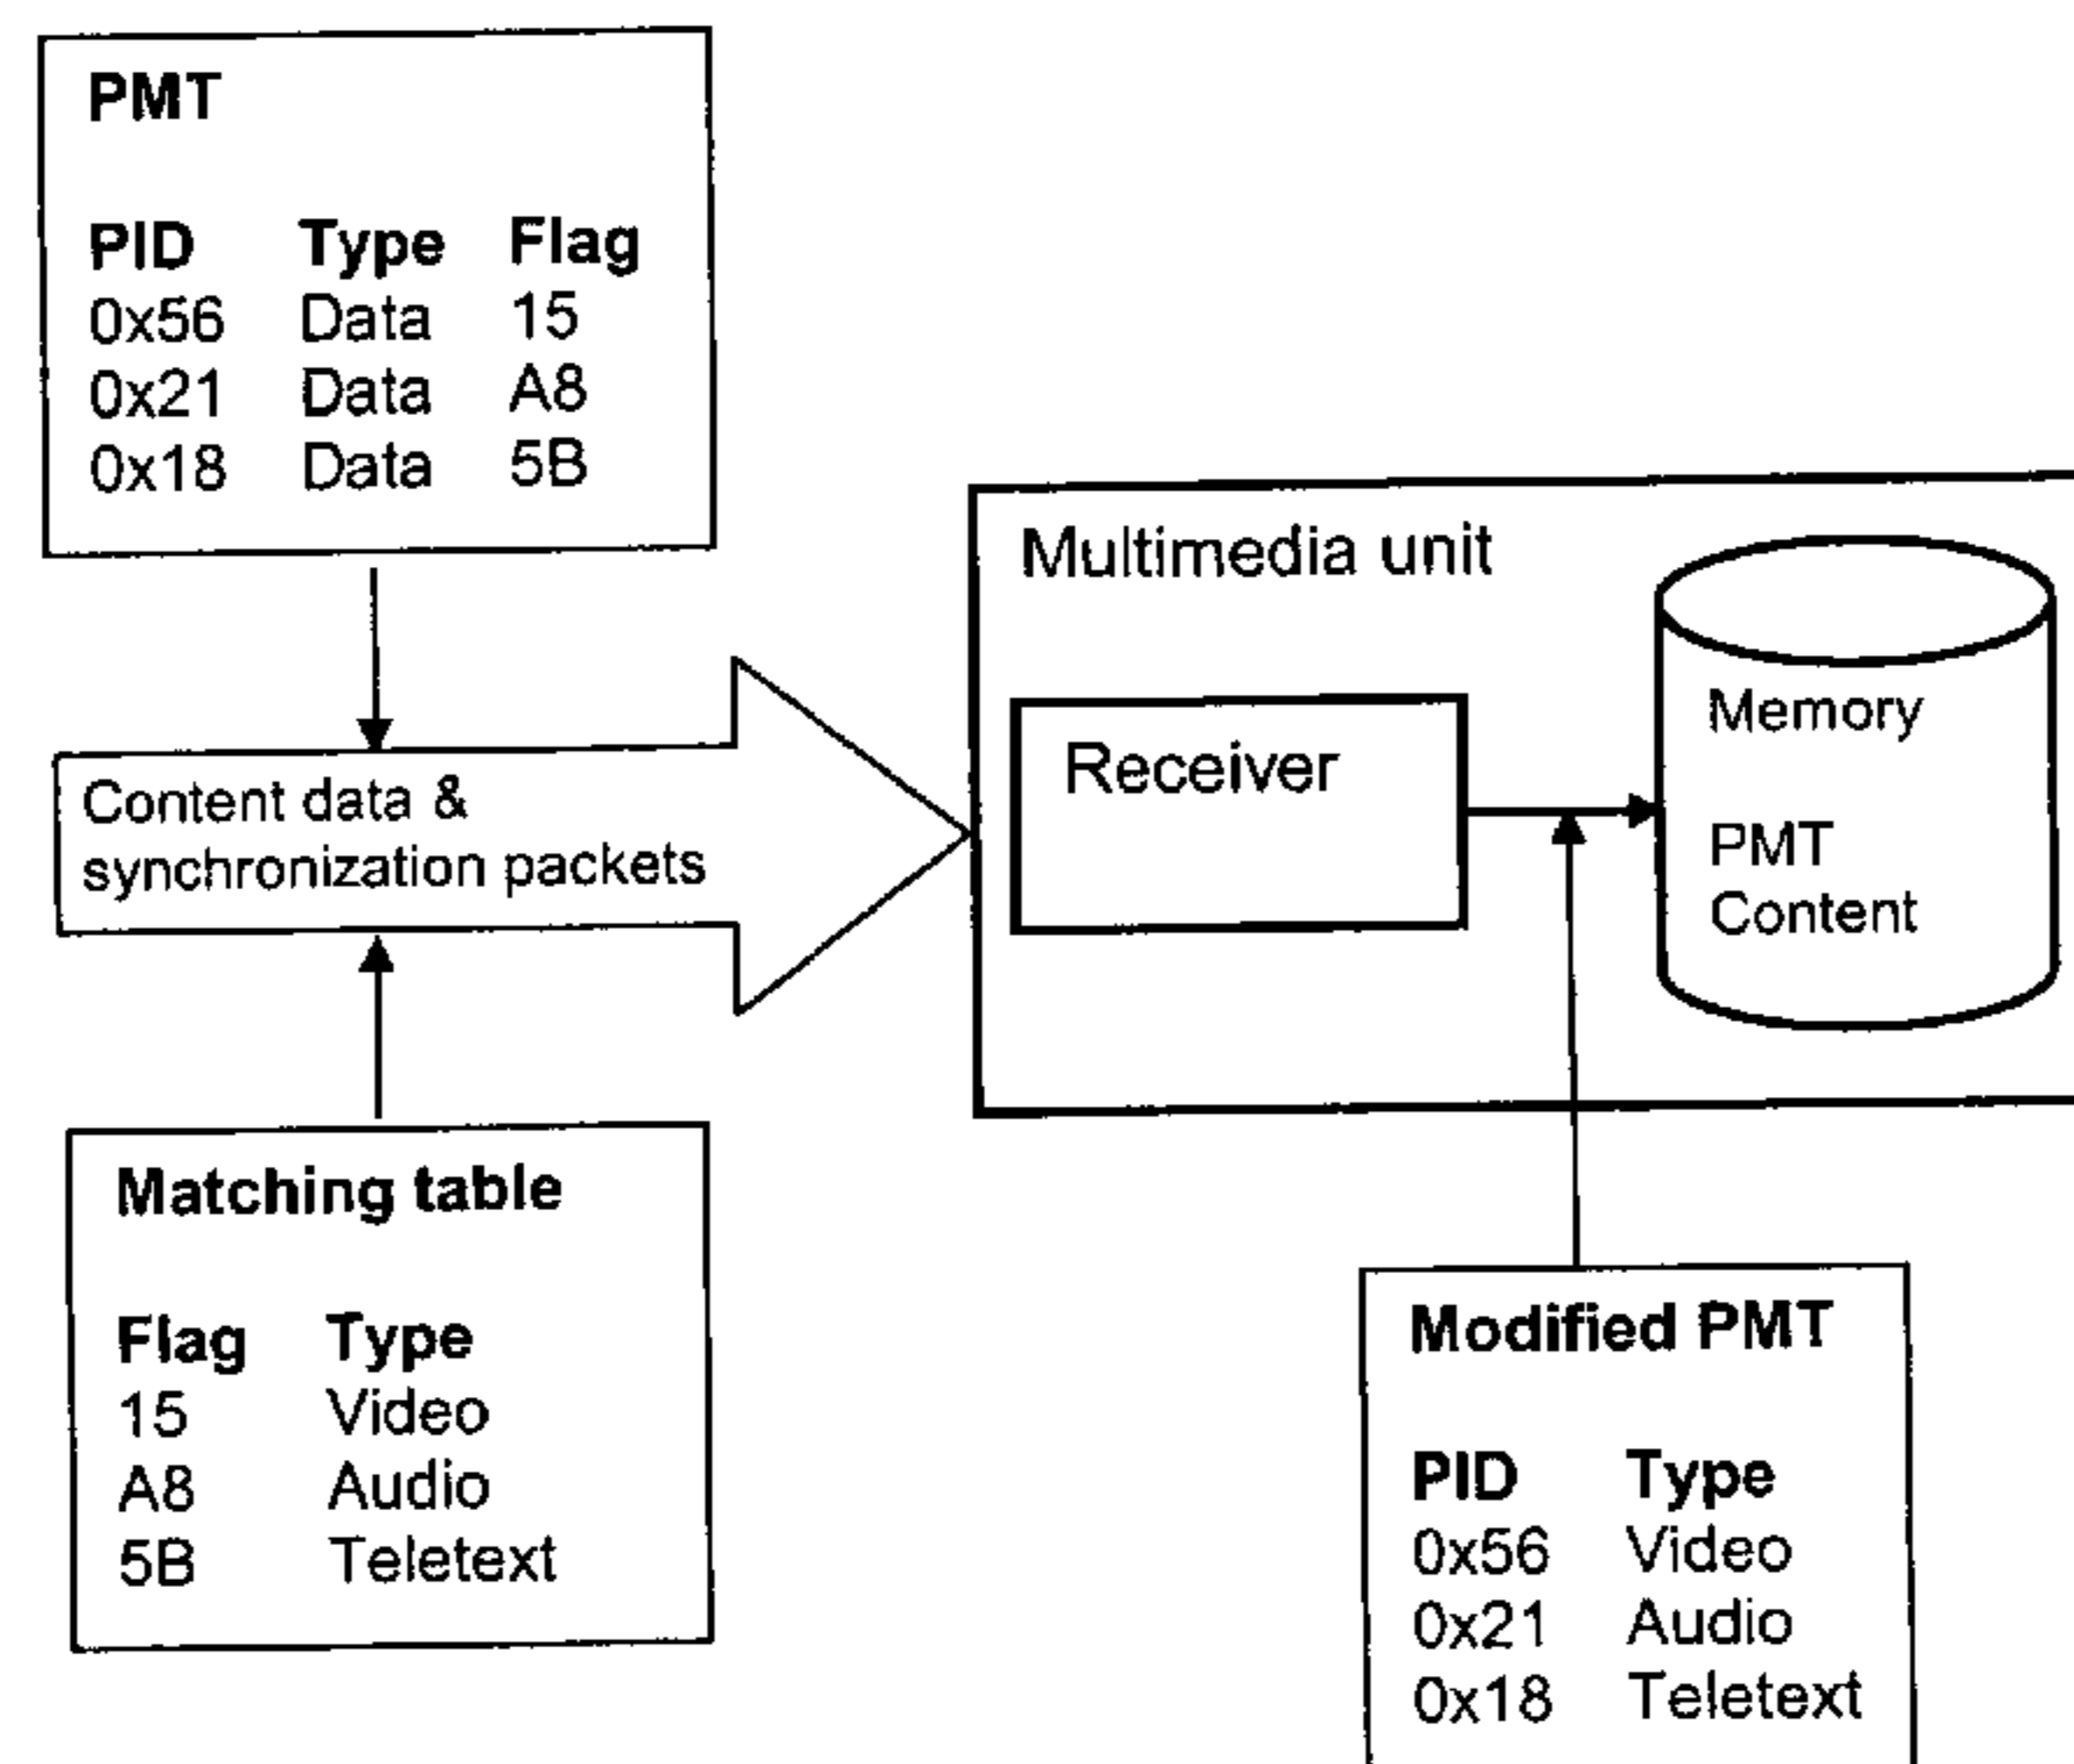 PMT
PID Type Flag
0x56 Data 15
0x21 Data A8
0x18 Data 5B
Content data &
synchronization packets
Multimedia unit
Receiver
Memory
PMT
Content
Matching table
Flag Type
15 Video
A8 Audio
5B Teletext
Modified PMT
PID Type
0x56 Video
0x21 Audio
0x18 Teletext